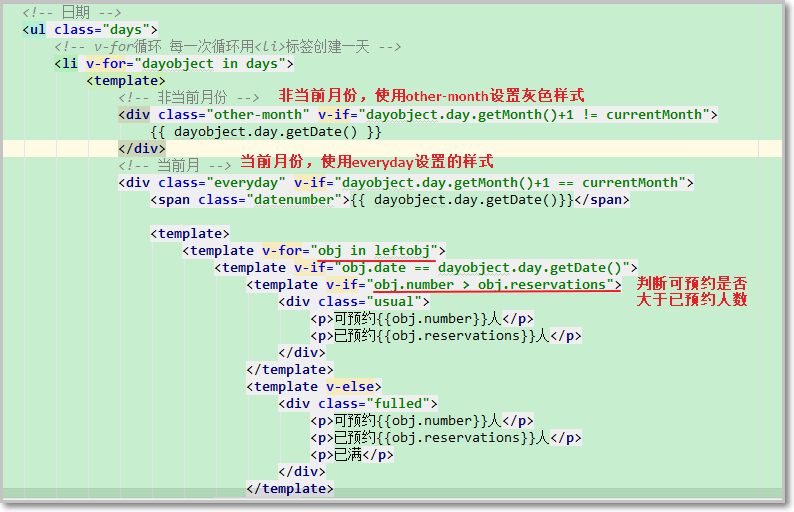 <!-- 日期 -->
<ul class="days">
<!-- v-for循环 每一次循环用<li>标签创建一天 -->
<li v-for="dayobject in days">
<template>
<!-- 非当前月份 --> 非当前月份，使用other-month设置灰色样式
<div class="other-month" v-if="dayobject.day.getMonth()+1 != currentMonth">
{{ dayobject.day.getDate() }}
</div>
<!-- 当前月 --> 当前月份，使用everyday设置的样式
<div class="everyday" v-if="dayobject.day.getMonth()+1 == currentMonth">
<span class="datenumber">{{ dayobject.day.getDate()}}</span>
<template>
<template v-for="obj in leftobj">
<template v-if="obj.date == dayobject.day.getDate()">
<template v-if="obj.number > obj.reservations"> 判断可预约是否
大于已预约人数
<div class="usual">
<p>可预约{{obj.number}}人</p>
<p>已预约{{obj.reservations}}人</p>
</div>
</template>
<template v-else>
<div class="fulled">
<p>可预约{{obj.number}}人</p>
<p>已预约{{obj.reservations}}人</p>
<p>已满</p>
</div>
</template>